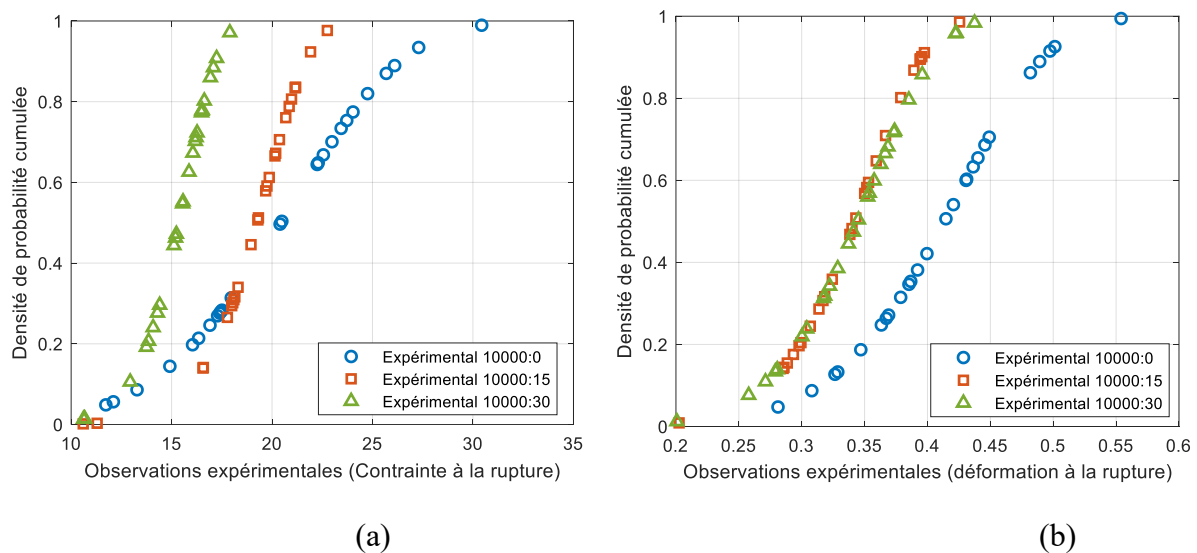 1
0.8
0.6
0.4
0.2
0
10
15
20
25
30
35
Densité de probabilité cumulée
Observations expérimentales (Contrainte à la rupture)
Expérimental 10000:0
Expérimental 10000:15
Expérimental 10000:30
(a)
1
0.8
0.6
0.4
0.2
0
0.2
0.25
0.3
0.35
0.4
0.45
0.5
0.55
0.6
Densité de probabilité cumulée
Observations expérimentales (déformation à la rupture)
Expérimental 10000:0
Expérimental 10000:15
Expérimental 10000:30
(b)